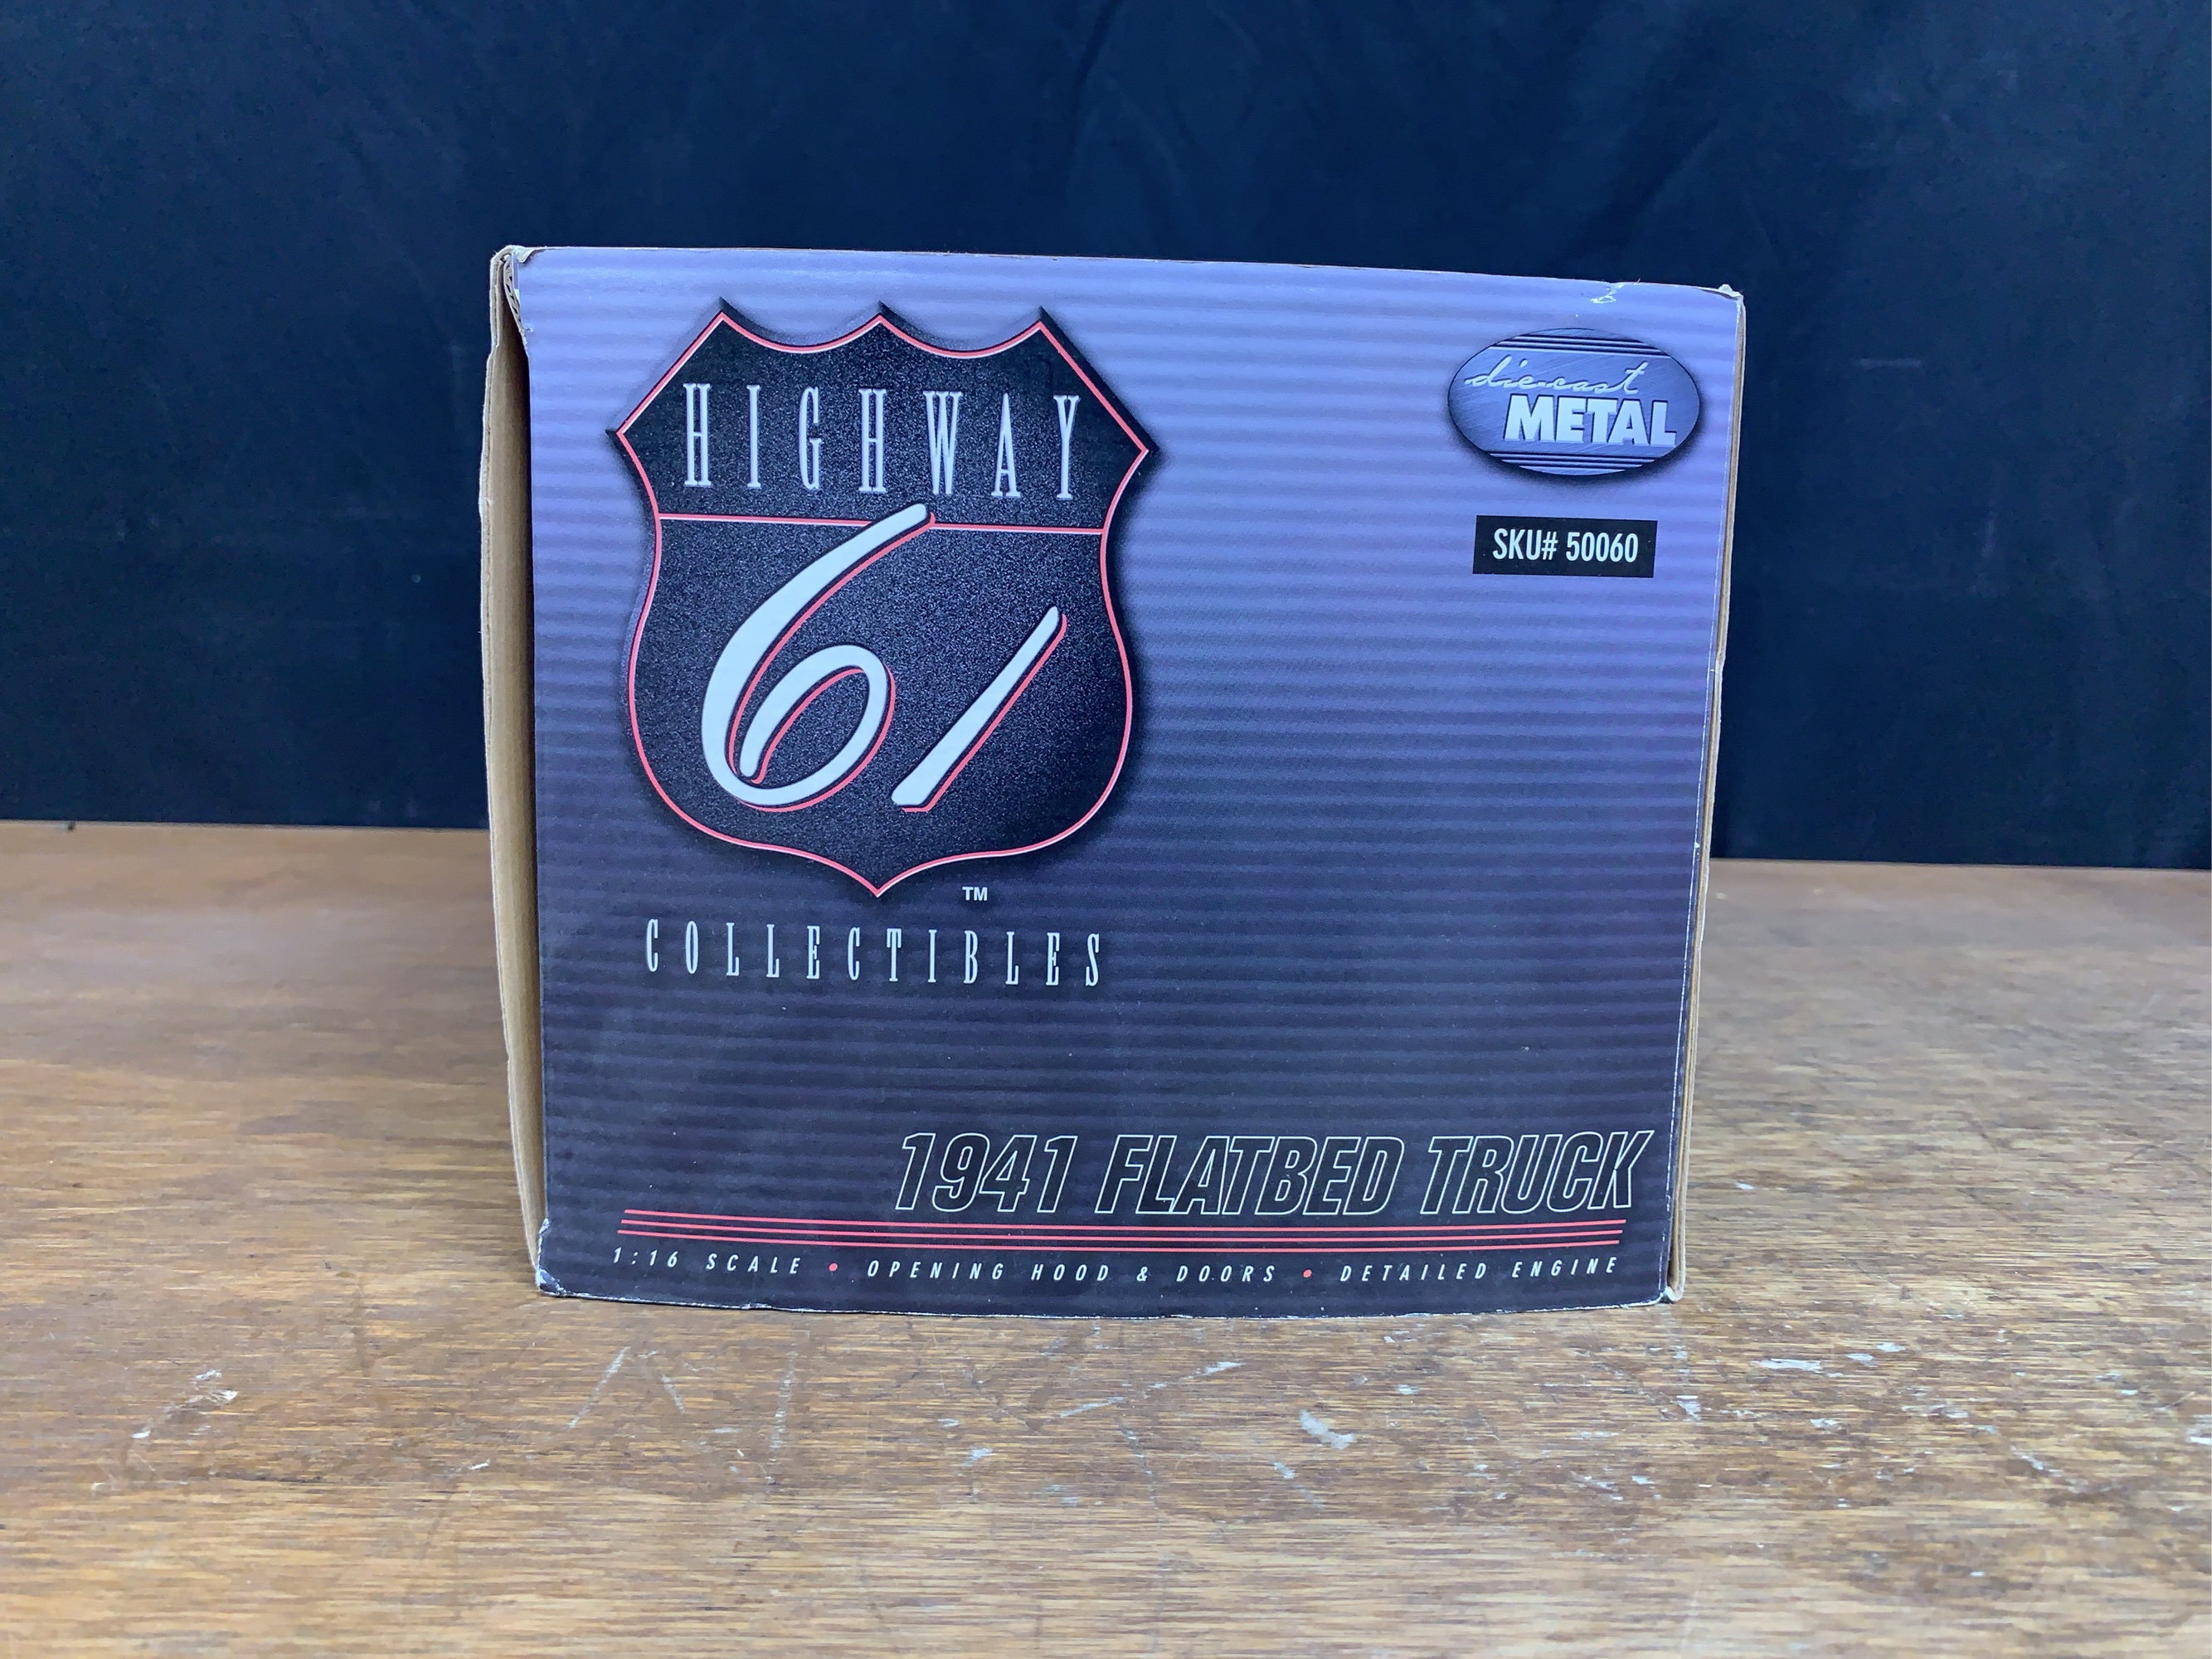 HIGHWAY
61
TM
COLLECTIBLES
die-cast
METAL
SKU# 50060
1941 FLATBED TRUCK
1:16 SCALE • OPENING HOOD & DOORS • DETAILED ENGINE